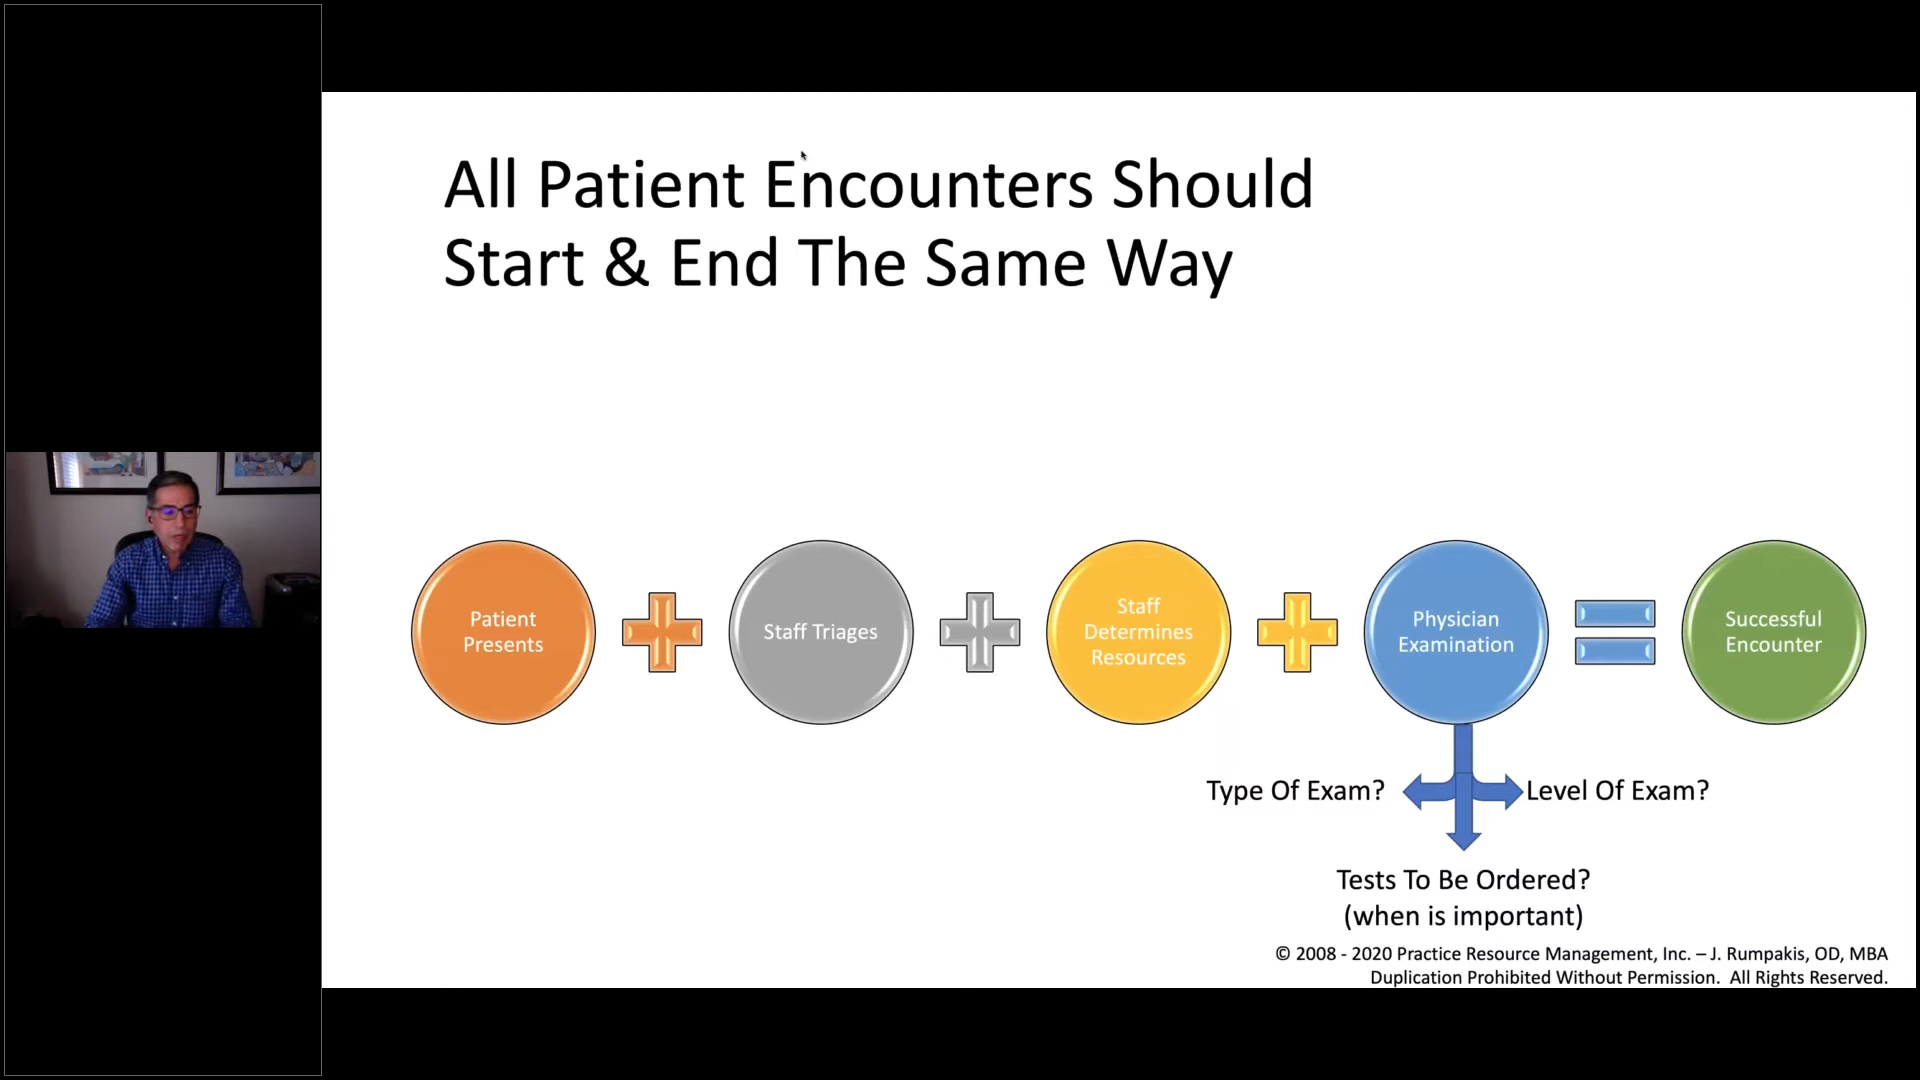 All Patient Encounters Should
Start & End The Same Way
Patient
Presents
Staff Triages
Staff
Determines
Resources
Physician
Examination
Successful
Encounter
Type Of Exam?
Level Of Exam?
Tests To Be Ordered?
(when is important)
© 2008 - 2020 Practice Resource Management, Inc. – J. Rumpakis, OD, MBA
Duplication Prohibited Without Permission.  All Rights Reserved.